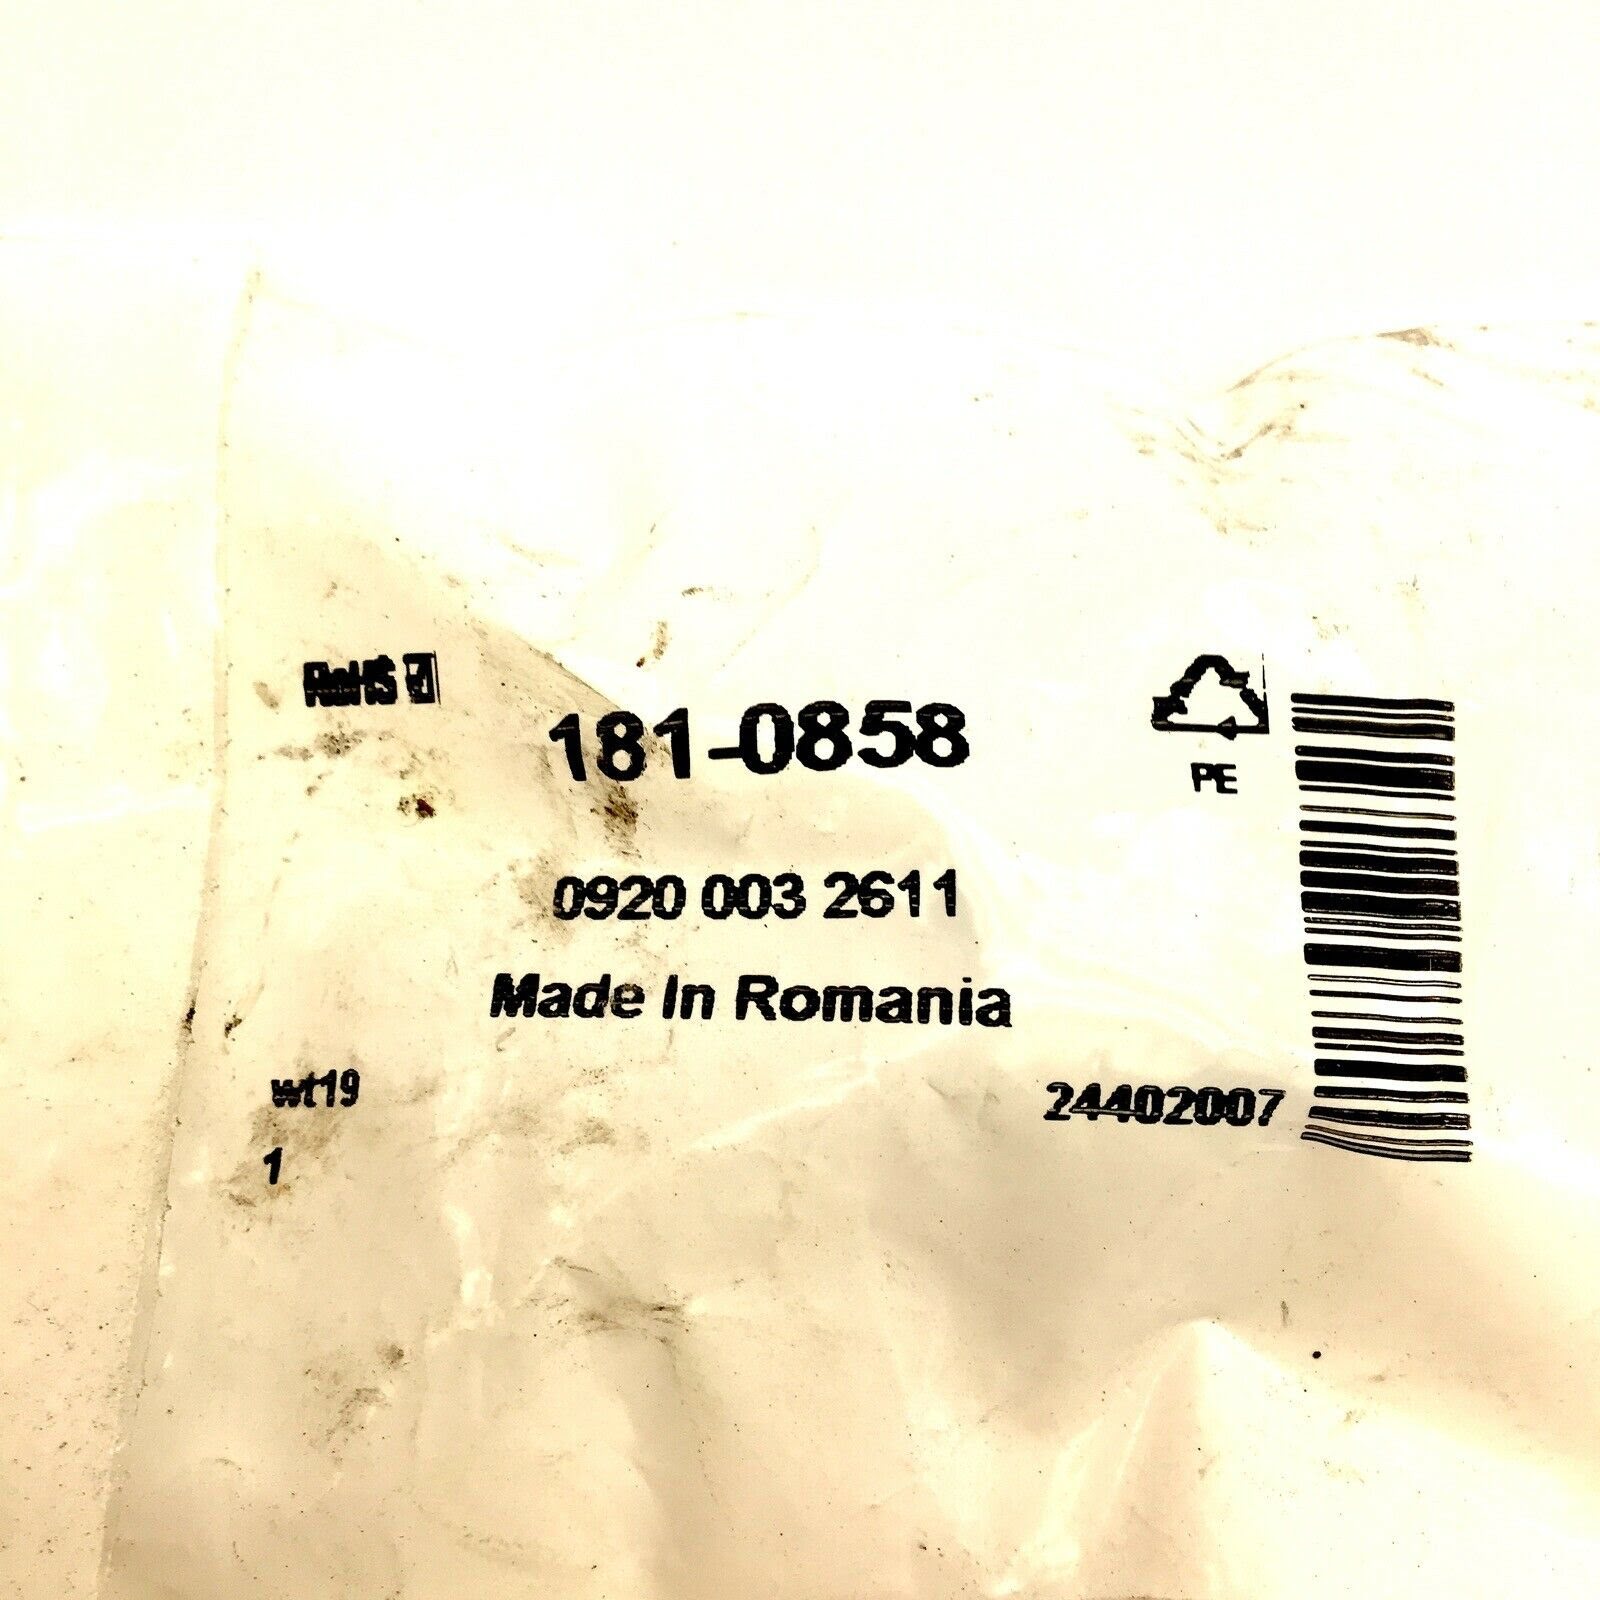 RoHS
181-0858
PE
0920 003 2611
Made In Romania
wt19
24402007
1